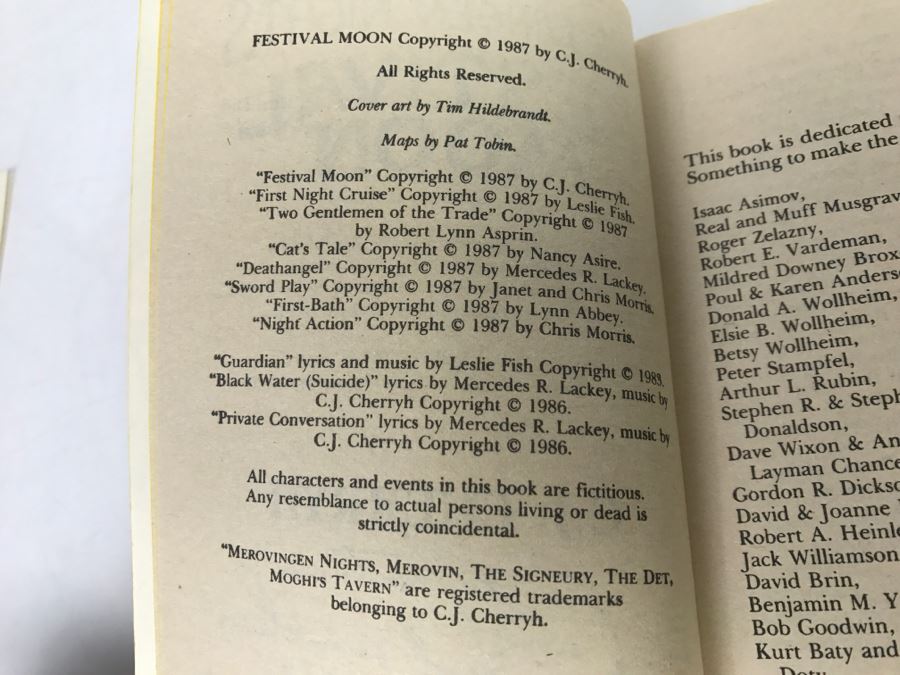 FESTIVAL MOON Copyright © 1987 by C.J. Cherryh.
All Rights Reserved.
Cover art by Tim Hildebrandt.
Maps by Pat Tobin.
"Festival Moon" Copyright © 1987 by C.J. Cherryh.
"First Night Cruise" Copyright © 1987 by Leslie Fish.
"Two Gentlemen of the Trade" Copyright © 1987
by Robert Lynn Asprin.
"Cat's Tale" Copyright © 1987 by Nancy Asire.
"Deathangel" Copyright © 1987 by Mercedes R. Lackey.
"Sword Play" Copyright © 1987 by Janet and Chris Morris.
"First-Bath" Copyright © 1987 by Lynn Abbey.
"Night Action" Copyright © 1987 by Chris Morris.
"Guardian" lyrics and music by Leslie Fish Copyright ©
"Black Water (Suicide)" lyrics by Mercedes R. Lackey, music by
C.J. Cherryh Copyright © 1986.
"Private Conversation" lyrics by Mercedes R. Lackey, music by
C.J. Cherryh Copyright © 1986.
All characters and events in this book are fictitious.
Any resemblance to actual persons living or dead is
strictly coincidental.
"MEROVINGEN NIGHTS, MEROVIN, THE SIGNEURY, THE DET,
MOGHI'S TAVERN" are registered trademarks
belonging to C.J. Cherryh.
This book is dedicated
Something to make the
Isaac Asimov,
Real and Muff Musgrav
Roger Zelazny,
Robert E. Vardeman,
Mildred Downey Brox
Poul & Karen Anders
Donald A. Wollheim,
Elsie B. Wollheim,
Betsy Wollheim,
Peter Stampfel,
Arthur L. Rubin,
Stephen R. & Steph
Donaldson,
Dave Wixon & An
Layman Chance
Gordon R. Dicks
David & Joanne
Robert A. Heinl
Jack Williamson
David Brin,
Benjamin M. Y
Bob Goodwin,
Kurt Baty and